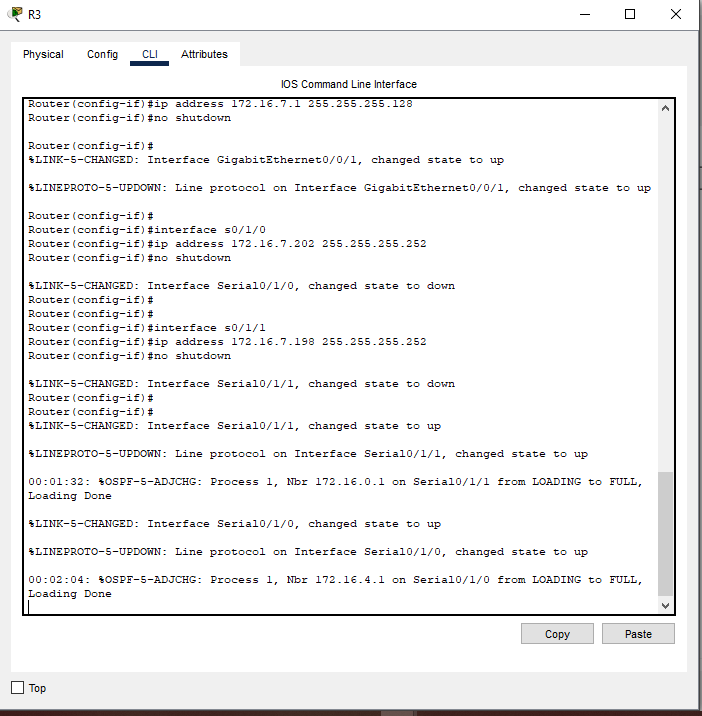 R3
Physical Config CLI Attributes
IOS Command Line Interface
Router(config-if)#ip address 172.16.7.1 255.255.255.128
Router(config-if)#no shutdown
Router(config-if)#
%LINK-5-CHANGED: Interface GigabitEthernet0/0/1, changed state to up
%LINEPROTO-5-UPDOWN: Line protocol on Interface GigabitEthernet0/0/1, changed state to up
Router(config-if)#
Router(config-if)#interface s0/1/0
Router(config-if)#ip address 172.16.7.202 255.255.255.252
Router(config-if)#no shutdown
%LINK-5-CHANGED: Interface Serial0/1/0, changed state to down
Router(config-if)#
Router(config-if)#
Router(config-if)#interface s0/1/1
Router(config-if)#ip address 172.16.7.198 255.255.255.252
Router(config-if)#no shutdown
%LINK-5-CHANGED: Interface Serial0/1/1, changed state to down
Router(config-if)#
Router(config-if)#
%LINK-5-CHANGED: Interface Serial0/1/1, changed state to up
%LINEPROTO-5-UPDOWN: Line protocol on Interface Serial0/1/1, changed state to up
00:01:32: %OSPF-5-ADJCHG: Process 1, Nbr 172.16.0.1 on Serial0/1/1 from LOADING to FULL,
Loading Done
%LINK-5-CHANGED: Interface Serial0/1/0, changed state to up
%LINEPROTO-5-UPDOWN: Line protocol on Interface Serial0/1/0, changed state to up
00:02:04: %OSPF-5-ADJCHG: Process 1, Nbr 172.16.4.1 on Serial0/1/0 from LOADING to FULL,
Loading Done
Copy Paste
Top